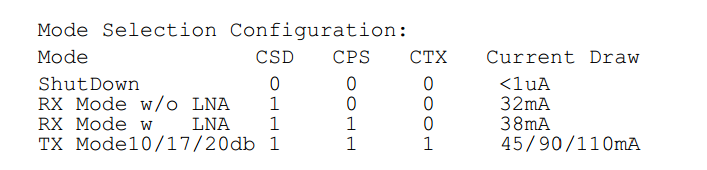 Mode Selection Configuration:
Mode CSD CPS CTX Current Draw
ShutDown 0 0 0 <1uA
RX Mode w/o LNA 1 0 0 32mA
RX Mode w LNA 1 1 0 38mA
TX Mode10/17/20db 1 1 1 45/90/110mA